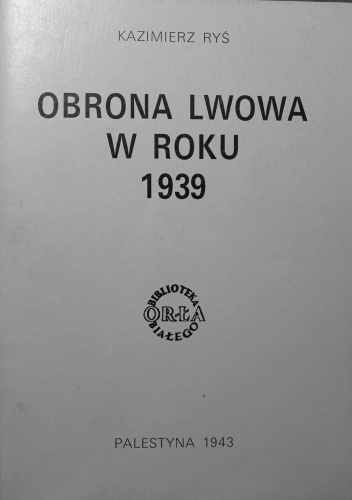 KAZIMIERZ RYŚ
OBRONA LWOWA
W ROKU
1939
BIBLIOTEKA
ORŁA
BIAŁEGO
PALESTYNA 1943